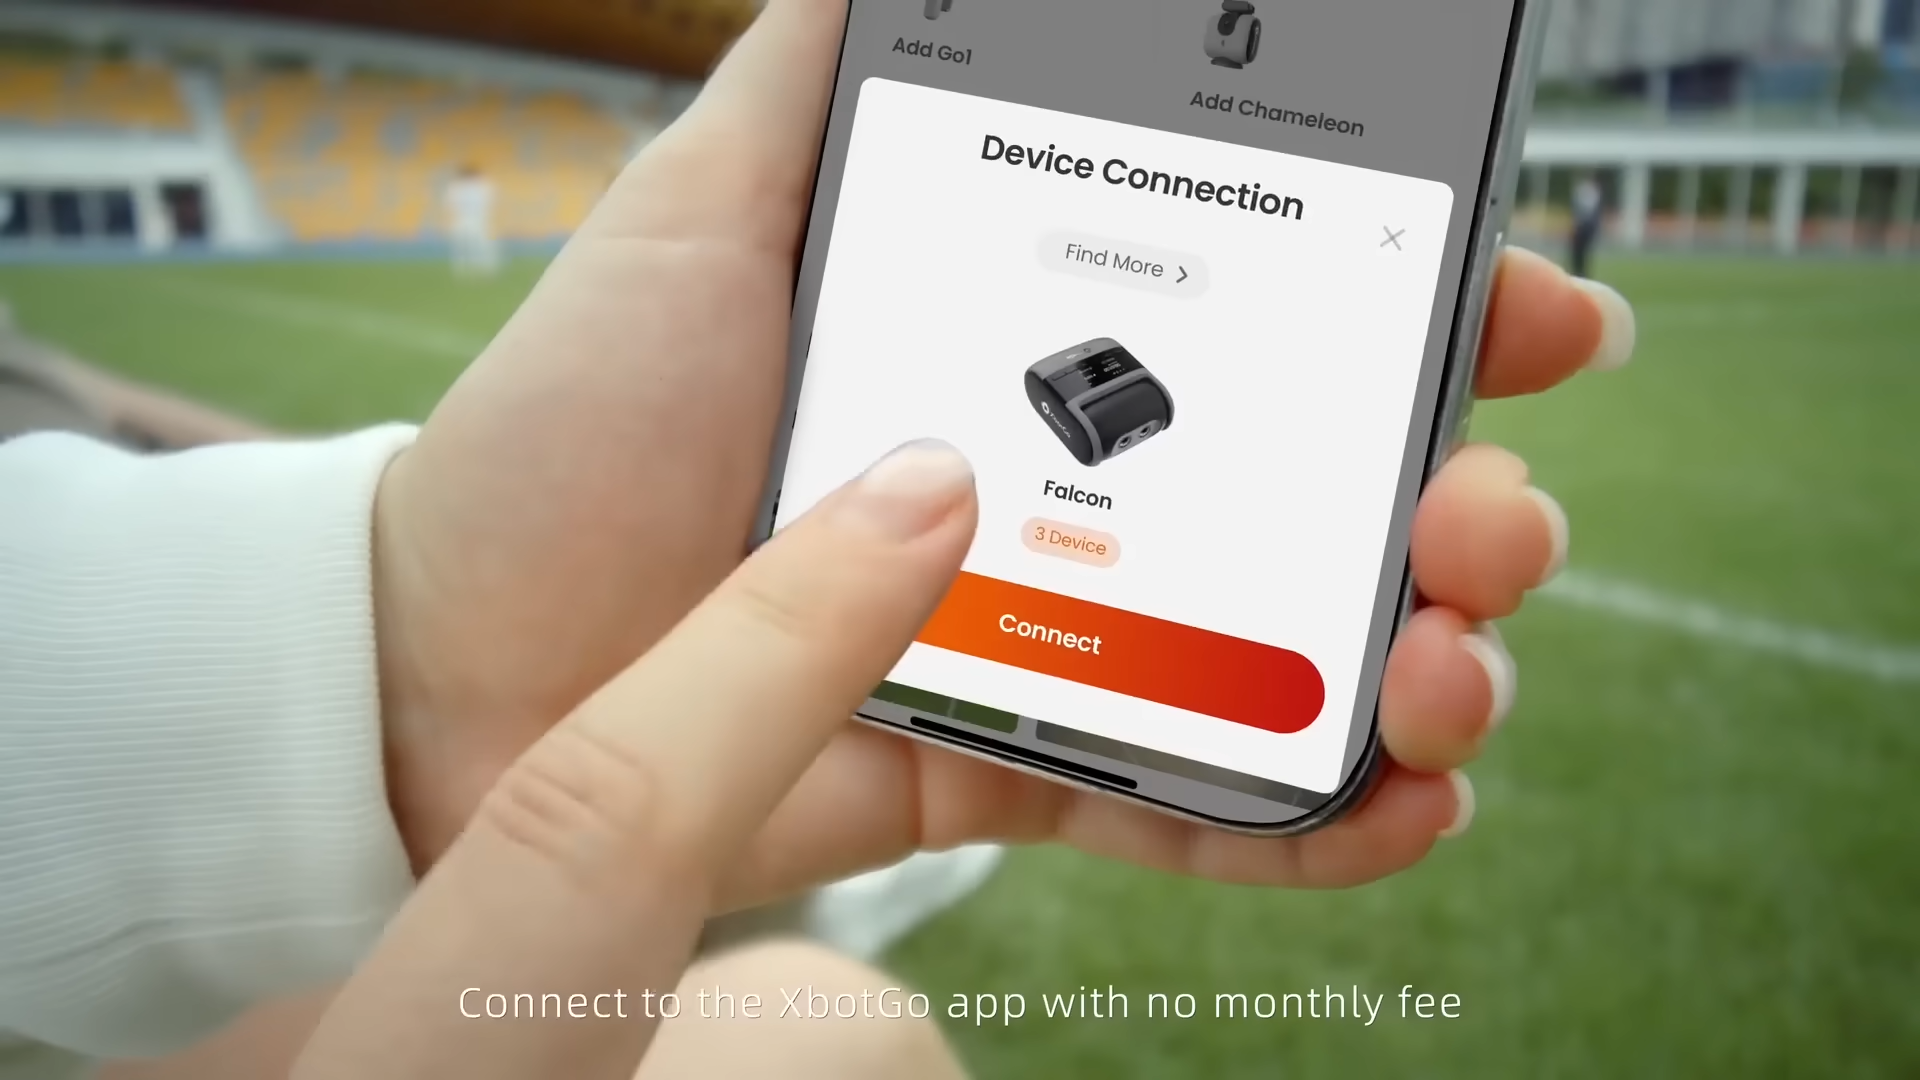 Add Go1
Add Chameleon
Device Connection
Find More
Falcon
3 Device
Connect
Connect to the XbotGo app with no monthly fee